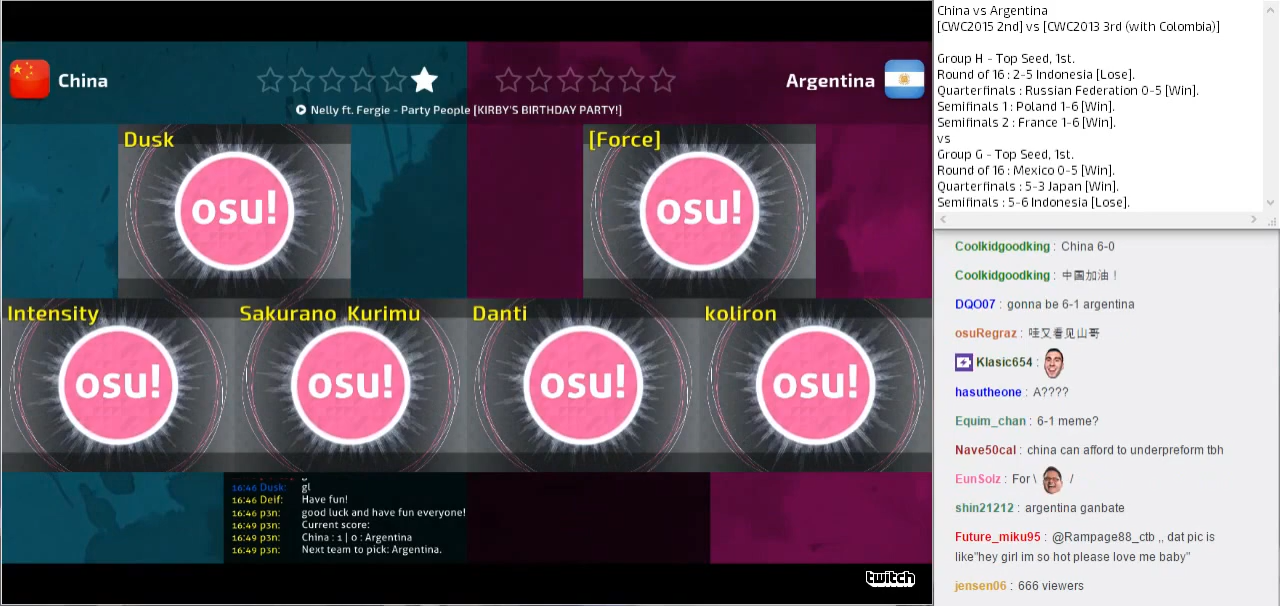 China
Argentina
Nelly ft. Fergie - Party People [KIRBY'S BIRTHDAY PARTY!]
Dusk
osu!
[Force]
osu!
Intensity
osu!
Sakurano Kurimu
osu!
Danti
osu!
koliron
osu!
16:46 Dusk: gl
16:46 Deif: Have fun!
16:46 p3n: good luck and have fun everyone!
16:49 p3n: Current score:
16:49 p3n: China : 1 | 0 : Argentina
16:49 p3n: Next team to pick: Argentina.
twitch
China vs Argentina
[CWC2015 2nd] vs [CWC2013 3rd (with Colombia)]
Group H - Top Seed, 1st.
Round of 16 : 2-5 Indonesia [Lose].
Quarterfinals : Russian Federation 0-5 [Win].
Semifinals 1 : Poland 1-6 [Win].
Semifinals 2 : France 1-6 [Win].
vs
Group G - Top Seed, 1st.
Round of 16 : Mexico 0-5 [Win].
Quarterfinals : 5-3 Japan [Win].
Semifinals : 5-6 Indonesia [Lose].
Coolkidgoodking : China 6-0
Coolkidgoodking : 中国加油！
DQO07 : gonna be 6-1 argentina
osuRegraz : 哇又看见山哥
Klasic654 :
hasutheone : A????
Equim_chan : 6-1 meme?
Nave50cal : china can afford to underpreform tbh
EunSolz : For \ /
shin21212 : argentina ganbate
Future_miku95 : @Rampage88_ctb ,, dat pic is
like"hey girl im so hot please love me baby"
jensen06 : 666 viewers